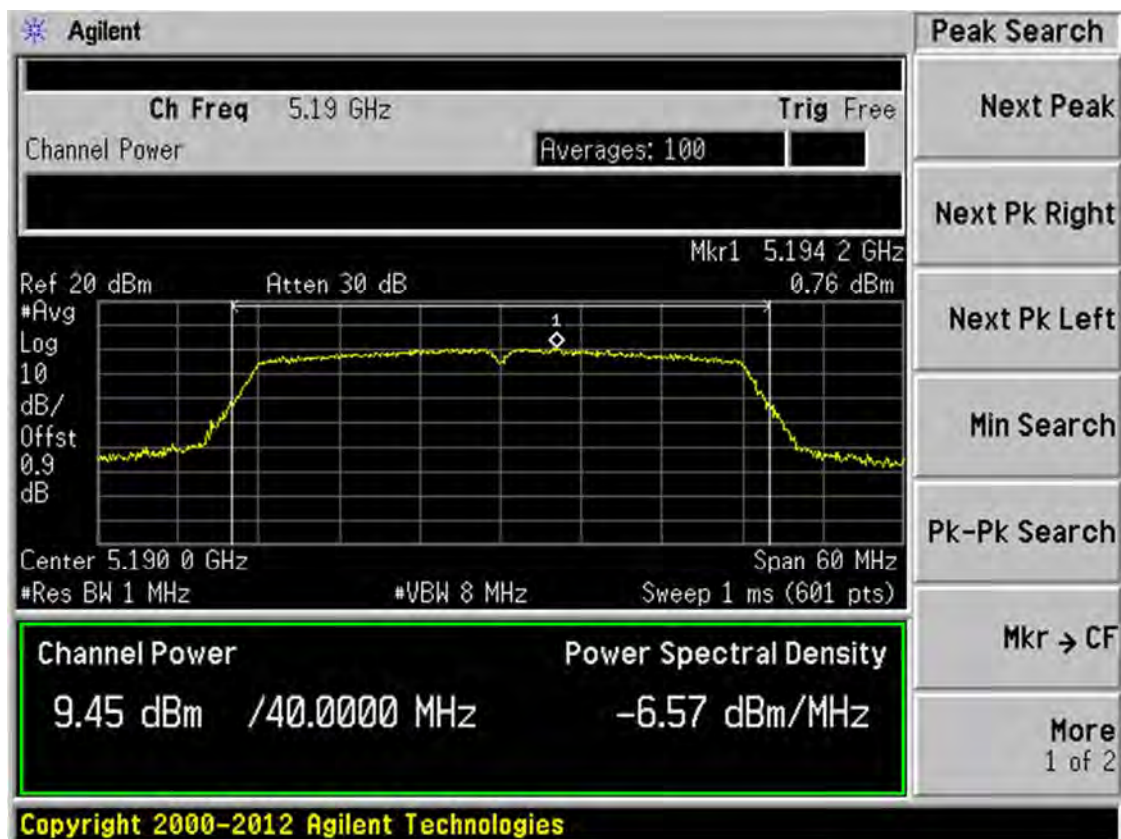 Agilent
Peak Search
Ch Freq 5.19 GHz Trig Free
Channel Power Averages: 100
Mkr1 5.194 2 GHz
Ref 20 dBm Atten 30 dB 0.76 dBm
#Avg
Log
10
dB/
Offst
0.9
dB
1
Center 5.190 0 GHz Span 60 MHz
#Res BW 1 MHz #VBW 8 MHz Sweep 1 ms (601 pts)
Channel Power Power Spectral Density
9.45 dBm /40.0000 MHz -6.57 dBm/MHz
Next Peak
Next Pk Right
Next Pk Left
Min Search
Pk-Pk Search
Mkr → CF
More
1 of 2
Copyright 2000-2012 Agilent Technologies